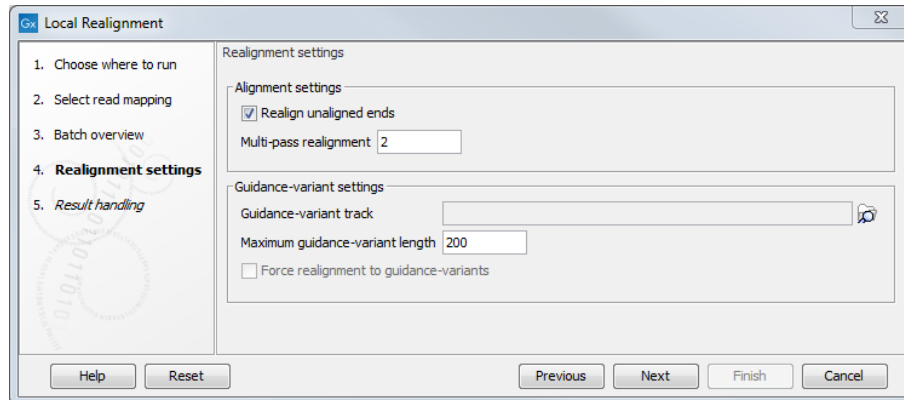 Gx Local Realignment
1. Choose where to run
2. Select read mapping
3. Batch overview
4. Realignment settings
5. Result handling
Realignment settings
Alignment settings
Realign unaligned ends
Multi-pass realignment 2
Guidance-variant settings
Guidance-variant track
Maximum guidance-variant length 200
Force realignment to guidance-variants
Help Reset Previous Next Finish Cancel